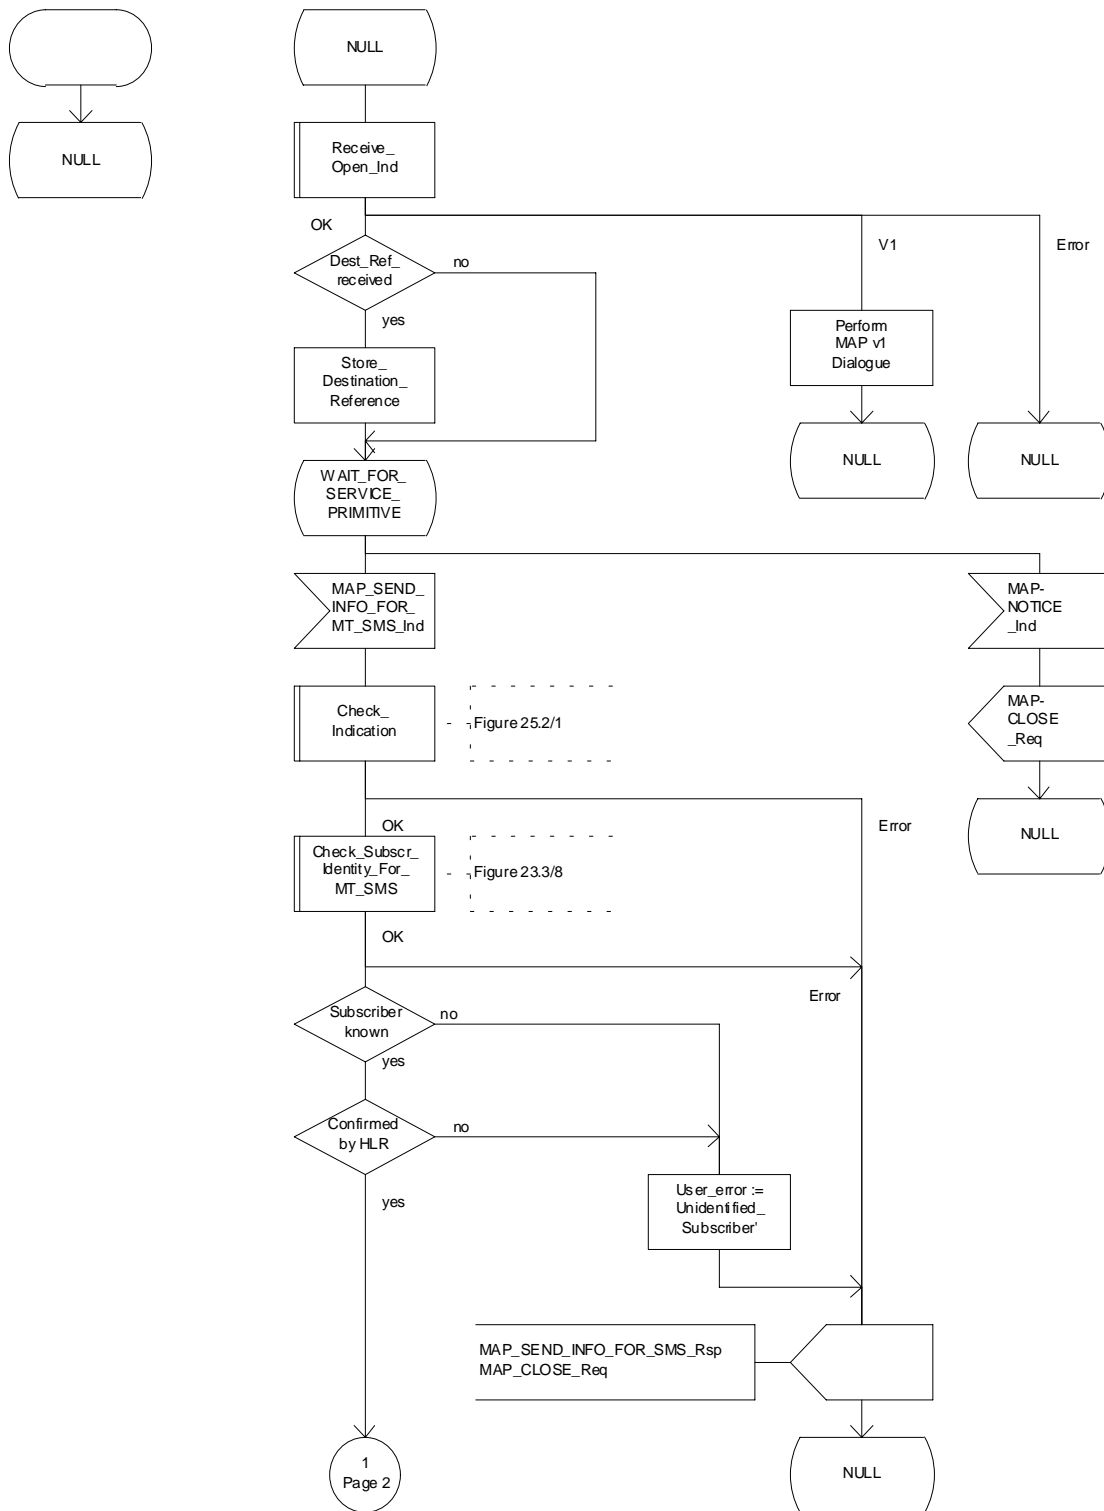 NULL
NULL
Receive_
Open_Ind
OK
V1
Error
Dest_Ref_
received
no
yes
Perform
MAP v1
Dialogue
Store_
Destination_
Reference
NULL
NULL
WAIT_FOR_
SERVICE_
PRIMITIVE
MAP_SEND_
INFO_FOR_
MT_SMS_Ind
MAP-
NOTICE
_Ind
Check_
Indication
Figure 25.2/1
MAP-
CLOSE
_Req
OK
Error
NULL
Check_Subscr_
Identity_For_
MT_SMS
Figure 23.3/8
OK
Error
Subscriber
known
no
yes
Confirmed
by HLR
no
yes
User_error :=
Unidentified_
Subscriber'
MAP_SEND_INFO_FOR_SMS_Rsp
MAP_CLOSE_Req
1
Page 2
NULL